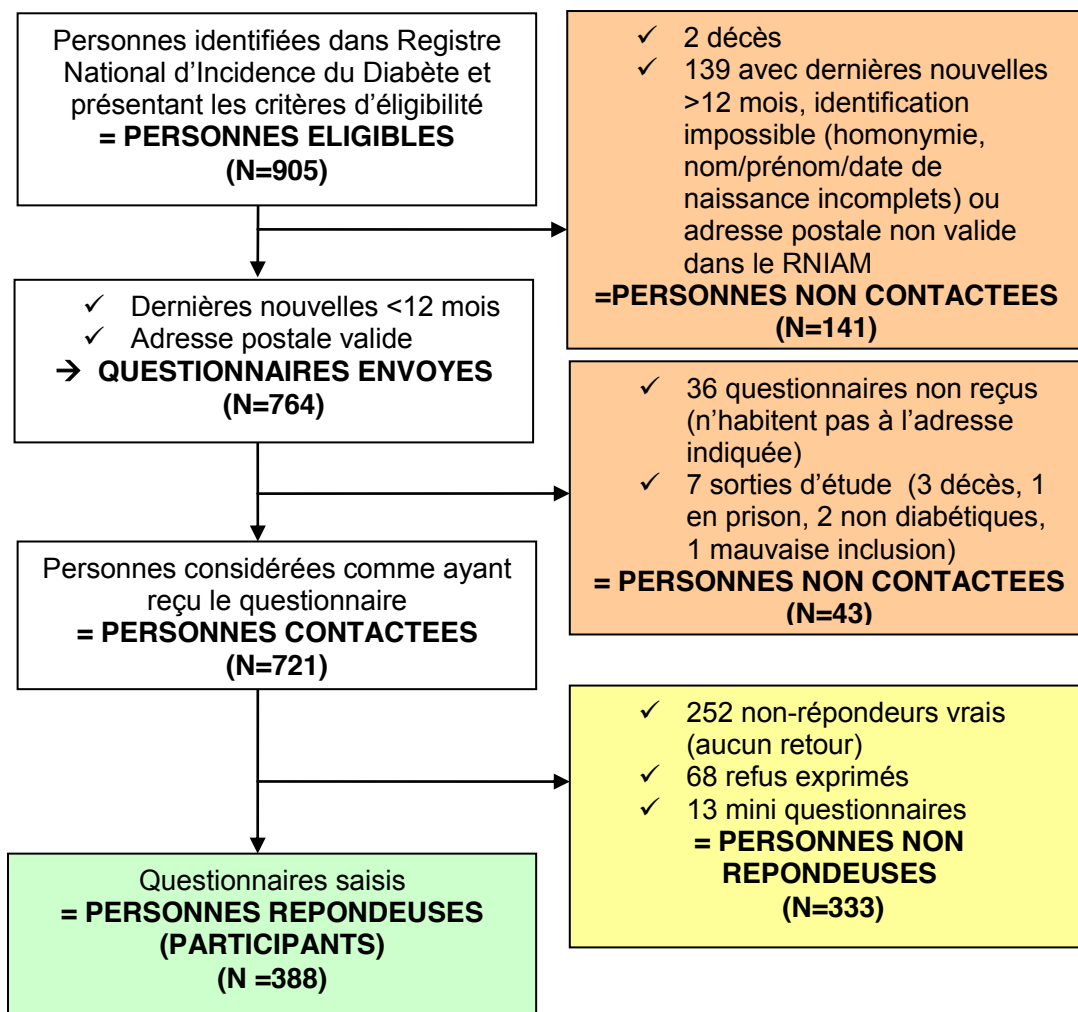 Personnes identifiées dans Registre
National d'Incidence du Diabète et
présentant les critères d'éligibilité
= PERSONNES ELIGIBLES
(N=905)
✓ 2 décès
✓ 139 avec dernières nouvelles
>12 mois, identification
impossible (homonymie,
nom/prénom/date de
naissance incomplets) ou
adresse postale non valide
dans le RNIAM
=PERSONNES NON CONTACTEES
(N=141)
✓ Dernières nouvelles <12 mois
✓ Adresse postale valide
→ QUESTIONNAIRES ENVOYES
(N=764)
✓ 36 questionnaires non reçus
(n'habitent pas à l'adresse
indiquée)
✓ 7 sorties d'étude (3 décès, 1
en prison, 2 non diabétiques,
1 mauvaise inclusion)
= PERSONNES NON CONTACTEES
(N=43)
Personnes considérées comme ayant
reçu le questionnaire
= PERSONNES CONTACTEES
(N=721)
✓ 252 non-répondeurs vrais
(aucun retour)
✓ 68 refus exprimés
✓ 13 mini questionnaires
= PERSONNES NON
REPONDEUSES
(N=333)
Questionnaires saisis
= PERSONNES REPONDEUSES
(PARTICIPANTS)
(N =388)